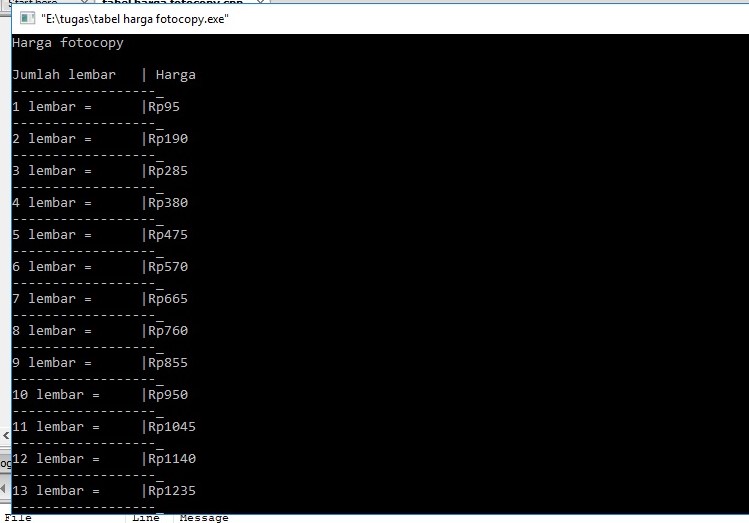 Start here tabel harga fotocopy.cpp
"E:\tugas\tabel harga fotocopy.exe"
Harga fotocopy
Jumlah lembar | Harga
------------------_
1 lembar = |Rp95
------------------_
2 lembar = |Rp190
------------------_
3 lembar = |Rp285
------------------_
4 lembar = |Rp380
------------------_
5 lembar = |Rp475
------------------_
6 lembar = |Rp570
------------------_
7 lembar = |Rp665
------------------_
8 lembar = |Rp760
------------------_
9 lembar = |Rp855
------------------_
10 lembar = |Rp950
------------------_
11 lembar = |Rp1045
------------------_
12 lembar = |Rp1140
------------------_
13 lembar = |Rp1235
------------------_
File Line Message